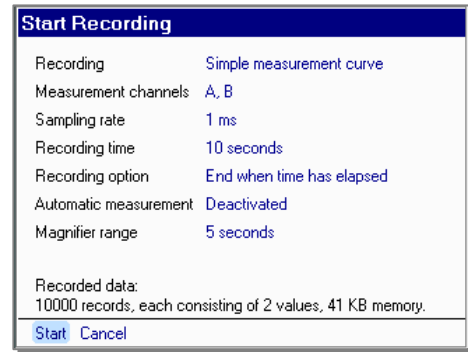 Start Recording
Recording Simple measurement curve
Measurement channels A, B
Sampling rate 1 ms
Recording time 10 seconds
Recording option End when time has elapsed
Automatic measurement Deactivated
Magnifier range 5 seconds
Recorded data:
10000 records, each consisting of 2 values, 41 KB memory.
Start Cancel